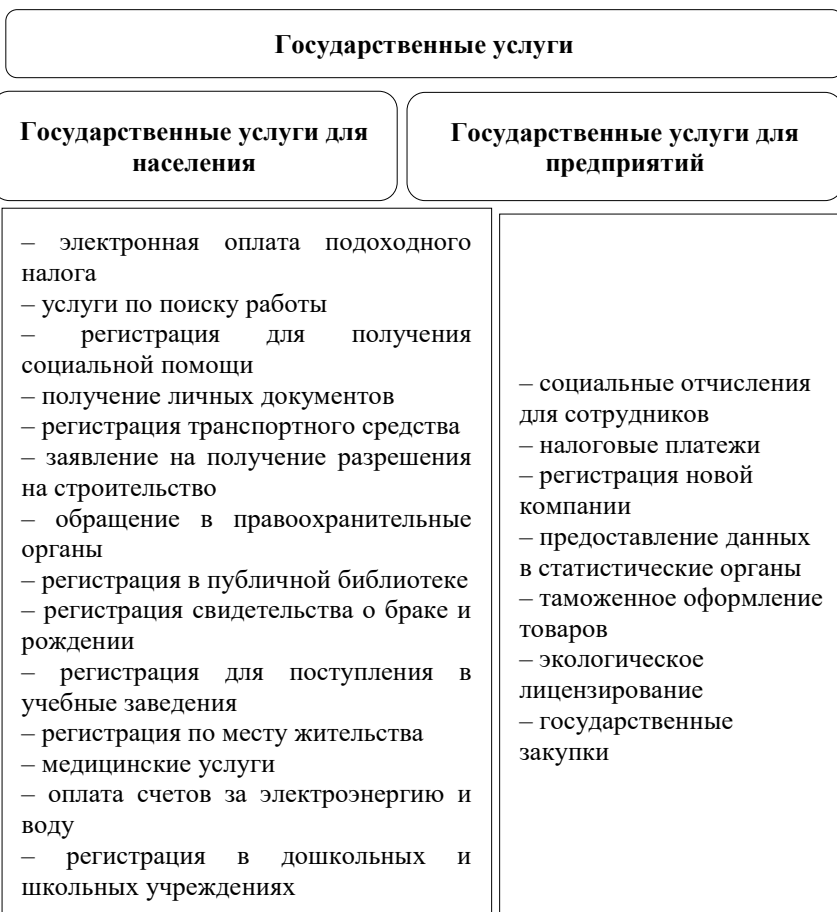 Государственные услуги
Государственные услуги для
населения
Государственные услуги для
предприятий
– электронная оплата подоходного
налога
– услуги по поиску работы
– регистрация для получения
социальной помощи
– получение личных документов
– регистрация транспортного средства
– заявление на получение разрешения
на строительство
– обращение в правоохранительные
органы
– регистрация в публичной библиотеке
– регистрация свидетельства о браке и
рождении
– регистрация для поступления в
учебные заведения
– регистрация по месту жительства
– медицинские услуги
– оплата счетов за электроэнергию и
воду
– регистрация в дошкольных и
школьных учреждениях
– социальные отчисления
для сотрудников
– налоговые платежи
– регистрация новой
компании
– предоставление данных
в статистические органы
– таможенное оформление
товаров
– экологическое
лицензирование
– государственные
закупки